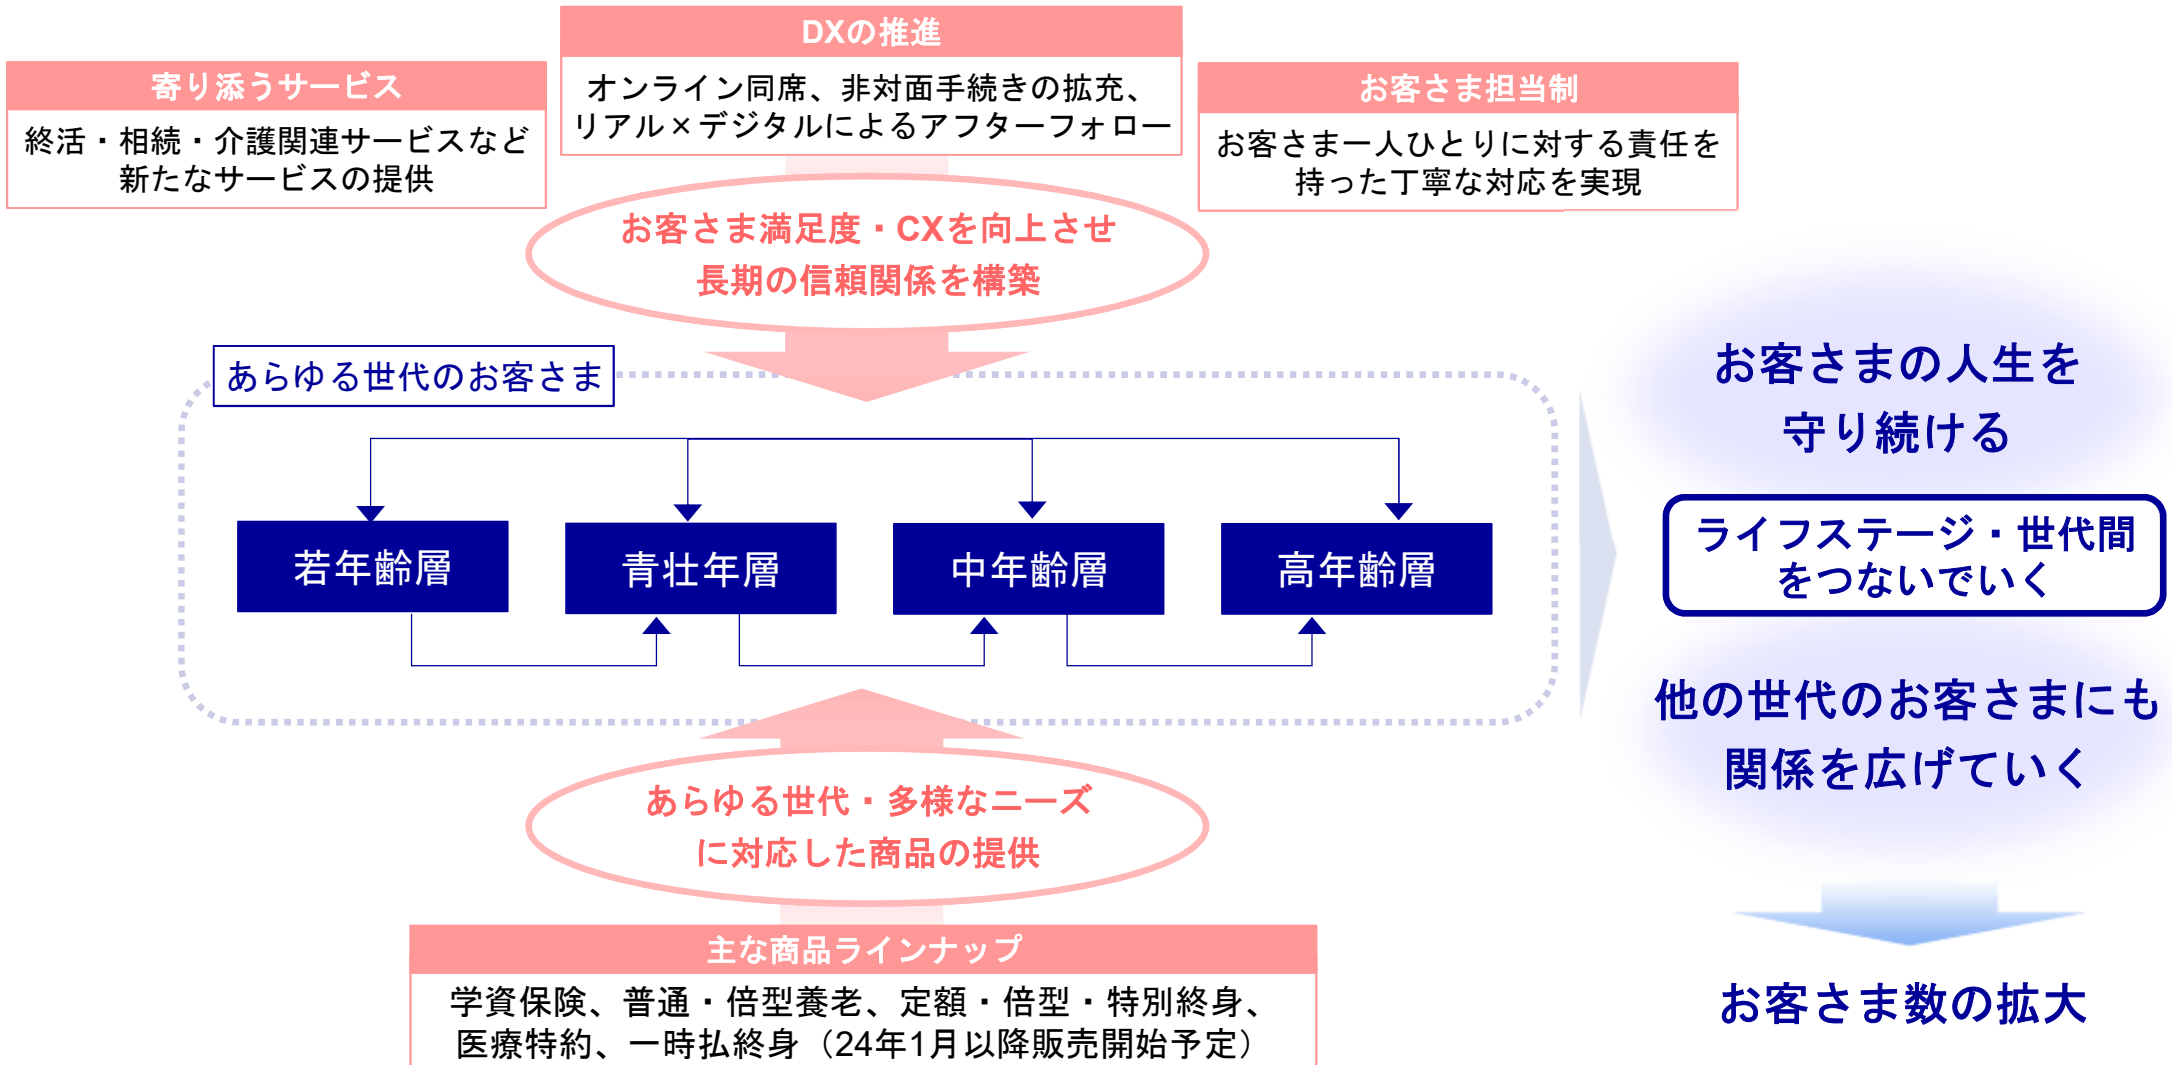 DXの推進
オンライン同席、非対面手続きの拡充、
リアル×デジタルによるアフターフォロー
寄り添うサービス
終活・相続・介護関連サービスなど
新たなサービスの提供
お客さま担当制
お客さま一人ひとりに対する責任を
持った丁寧な対応を実現
お客さま満足度・CXを向上させ
長期の信頼関係を構築
あらゆる世代のお客さま
若年齢層
青壮年層
中年齢層
高年齢層
あらゆる世代・多様なニーズ
に対応した商品の提供
主な商品ラインナップ
学資保険、普通・倍型養老、定額・倍型・特別終身、
医療特約、一時払終身（24年1月以降販売開始予定）
お客さまの人生を
守り続ける
ライフステージ・世代間
をつないでいく
他の世代のお客さまにも
関係を広げていく
お客さま数の拡大